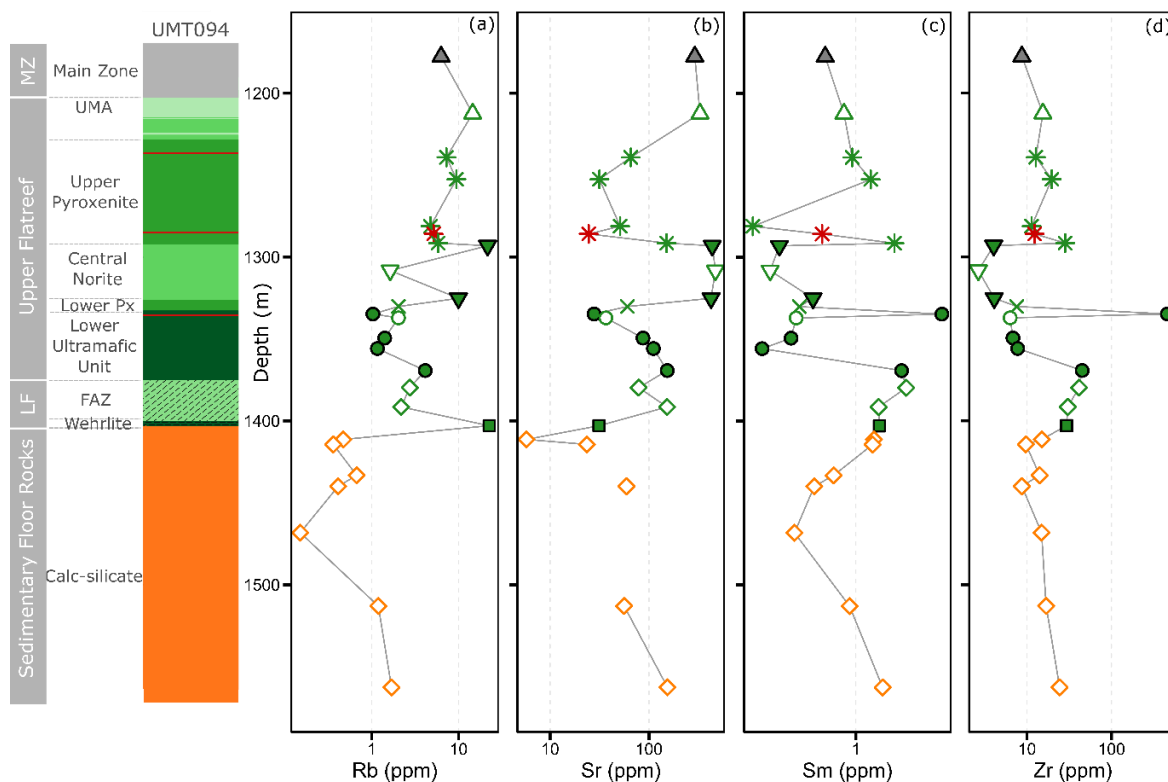 UMT094
(a)
(b)
(c)
(d)
MZ
Upper Flatreef
LF
Sedimentary Floor Rocks
Main Zone
UMA
Upper
Pyroxenite
Central
Norite
Lower Px
Lower
Ultramafic
Unit
FAZ
Wehrlite
Calc-silicate
Depth (m)
1200
1300
1400
1500
1
10
10
100
1
10
100
Rb (ppm)
Sr (ppm)
Sm (ppm)
Zr (ppm)